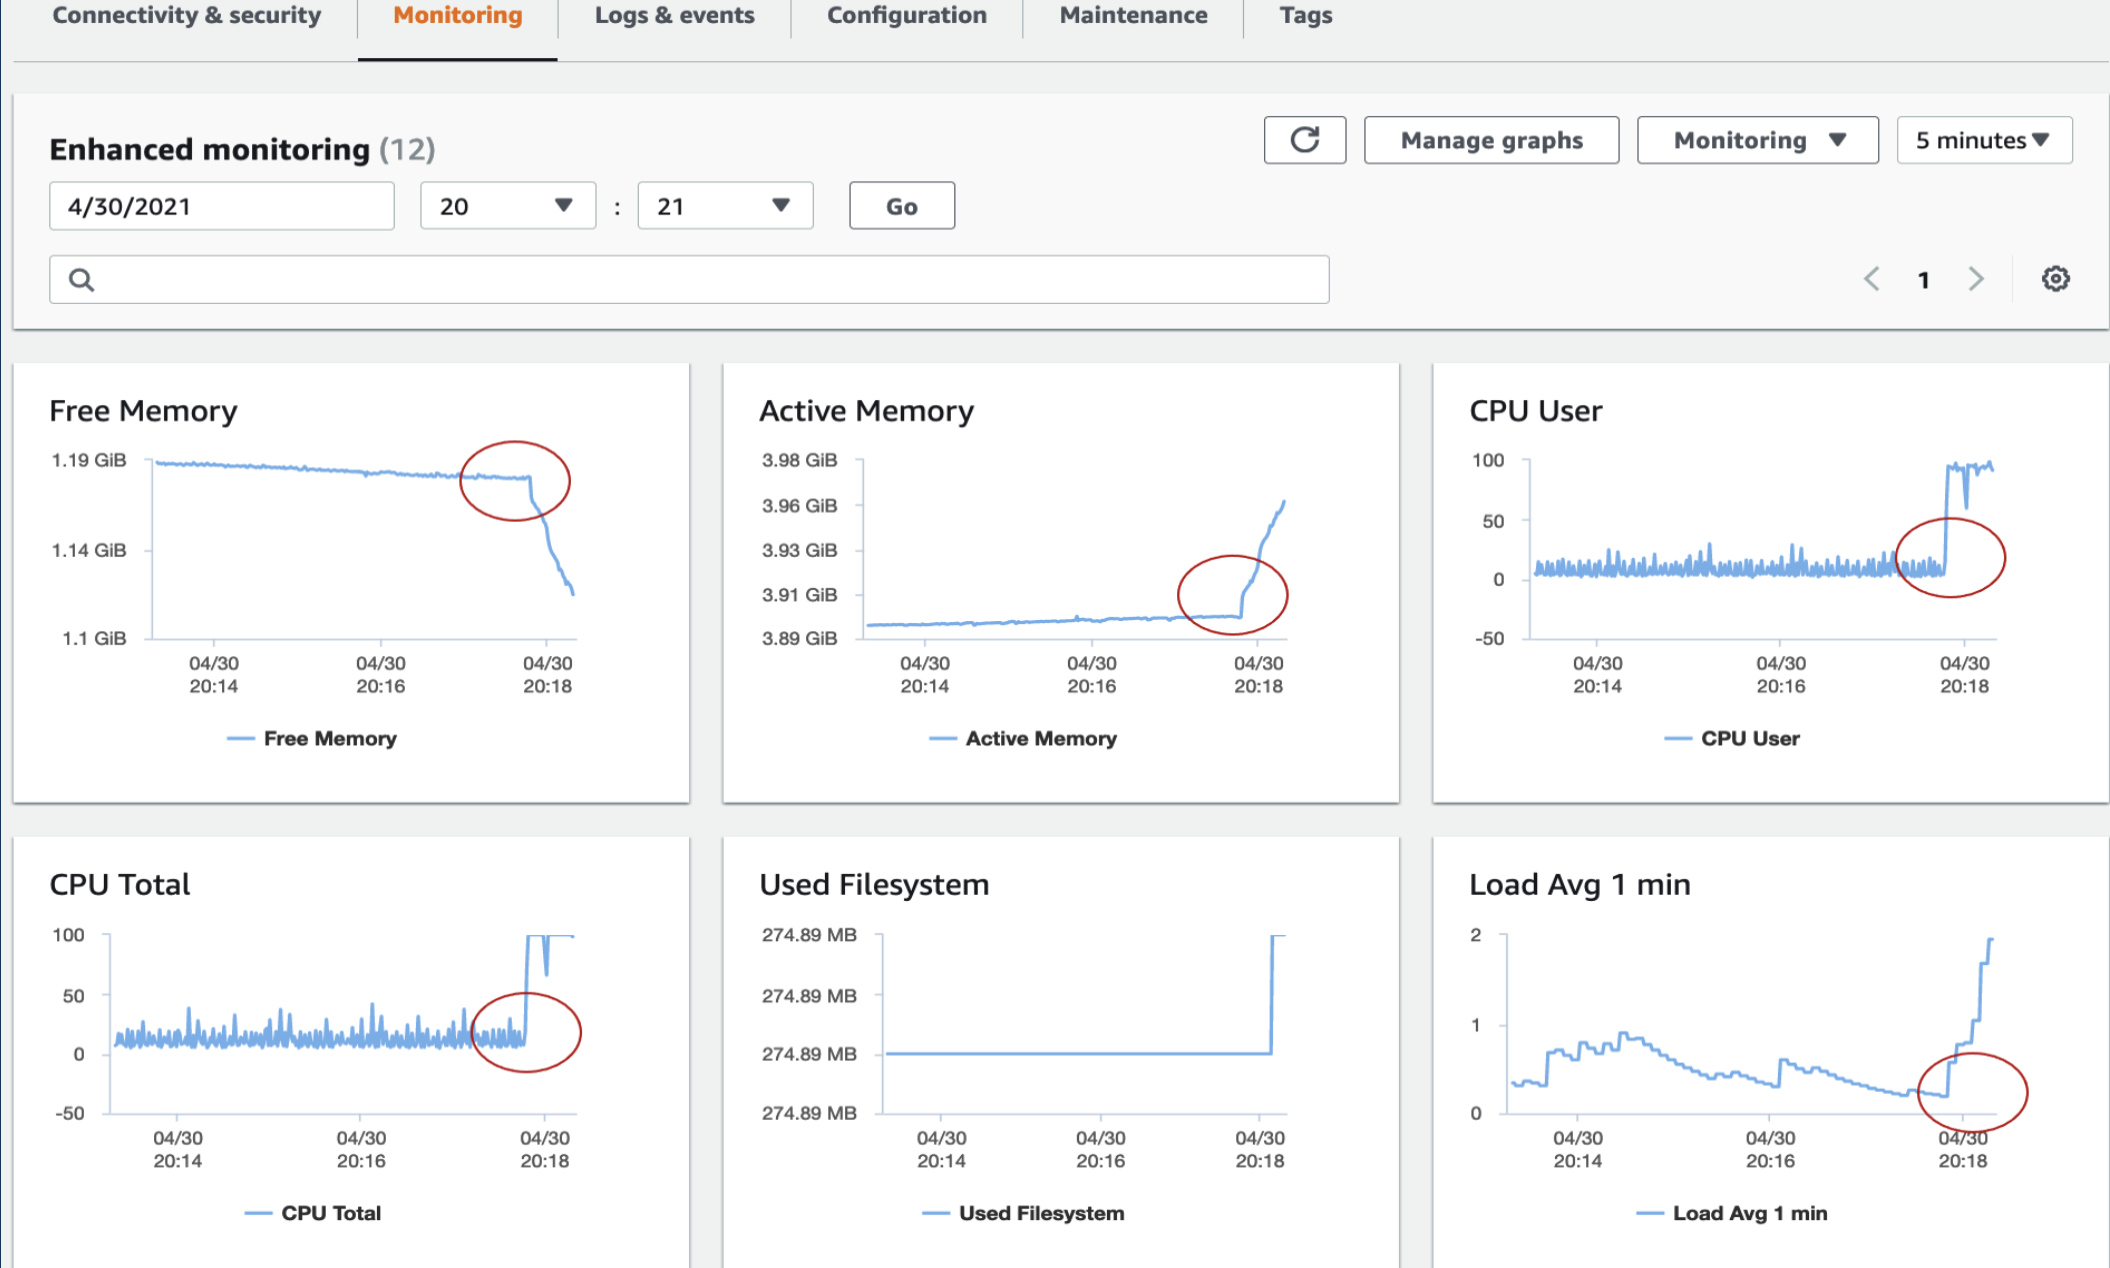 Connectivity & security Monitoring Logs & events Configuration Maintenance Tags
Enhanced monitoring (12)
Manage graphs Monitoring 5 minutes
4/30/2021 20 : 21 Go
1
Free Memory
1.19 GiB
1.14 GiB
1.1 GiB
04/30 04/30 04/30
20:14 20:16 20:18
Free Memory
Active Memory
3.98 GiB
3.96 GiB
3.93 GiB
3.91 GiB
3.89 GiB
04/30 04/30 04/30
20:14 20:16 20:18
Active Memory
CPU User
100
50
0
-50
04/30 04/30 04/30
20:14 20:16 20:18
CPU User
CPU Total
100
50
0
-50
04/30 04/30 04/30
20:14 20:16 20:18
CPU Total
Used Filesystem
274.89 MB
274.89 MB
274.89 MB
274.89 MB
04/30 04/30 04/30
20:14 20:16 20:18
Used Filesystem
Load Avg 1 min
2
1
0
04/30 04/30 04/30
20:14 20:16 20:18
Load Avg 1 min